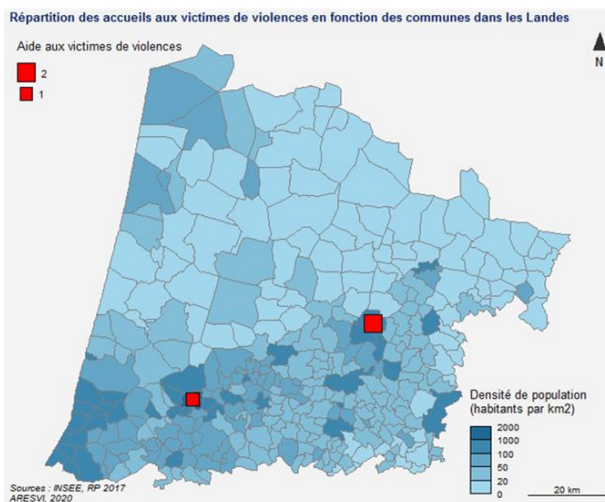 Répartition des accueils aux victimes de violences en fonction des communes dans les Landes
Aide aux victimes de violences
2
1
N
Densité de population
(habitants par km2)
2000
1000
100
50
20
0
20 km
Sources : INSEE, RP 2017
ARESVI, 2020